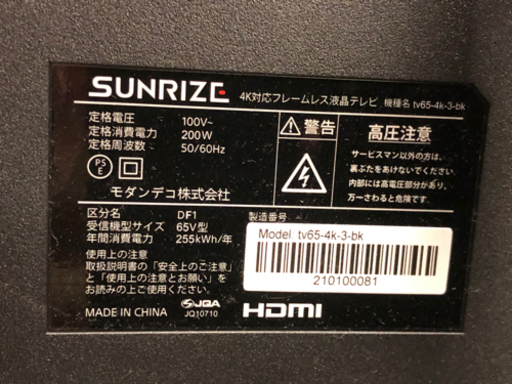 SUNRIZE 4K対応フレームレス液晶テレビ 機種名 tv65-4k-3-bk
定格電圧 100V~
定格消費電力 200W
定格周波数 50/60Hz
PS
E
モダンデコ株式会社
警告
高圧注意
サービスマン以外の方は、
裏ぶたをあけないでください。
内部には高電圧部分があり、
万一さわると危険です。
区分名 DF1
受信機型サイズ 65V型
年間消費電力 255kWh/年
使用上の注意
取扱説明書の「安全上のご注意」
と「使用上の注意とお願い」を
お読みの上ご使用ください。
製造番号
Model tv65-4k-3-bk
210100081
MADE IN CHINA
JQA
JQ10710
HDMI